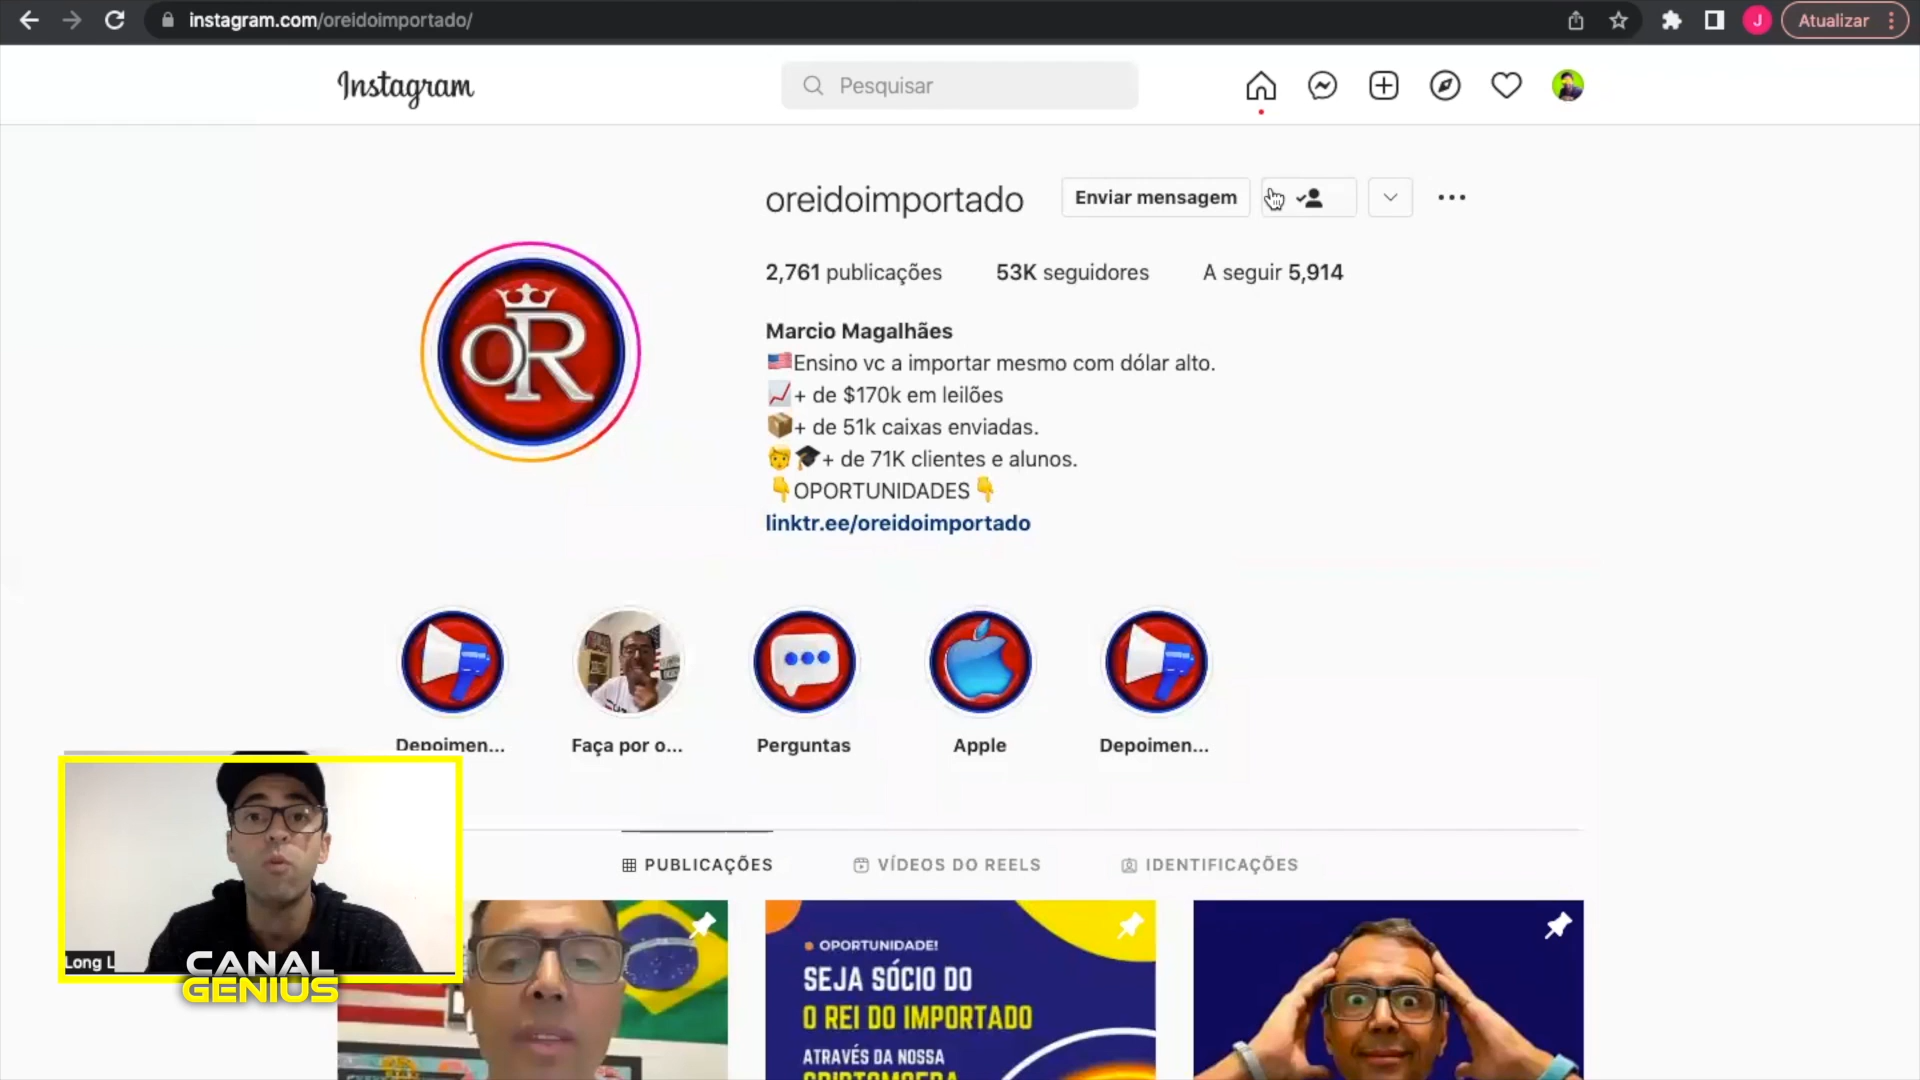 instagram.com/oreidoimportado/
J
Atualizar
Instagram
Pesquisar
oreidoimportado
Enviar mensagem
2,761 publicações
53K seguidores
A seguir 5,914
oR
Marcio Magalhães
Ensino vc a importar mesmo com dólar alto.
+ de $170k em leilões
+ de 51k caixas enviadas.
+ de 71K clientes e alunos.
OPORTUNIDADES
linktr.ee/oreidoimportado
Depoimen...
Faça por o...
Perguntas
Apple
Depoimen...
PUBLICAÇÕES
VÍDEOS DO REELS
IDENTIFICAÇÕES
Long L
CANAL
GENIUS
OPORTUNIDADE!
SEJA SÓCIO DO
O REI DO IMPORTADO
ATRAVÉS DA NOSSA
CRIPTOMOEDA